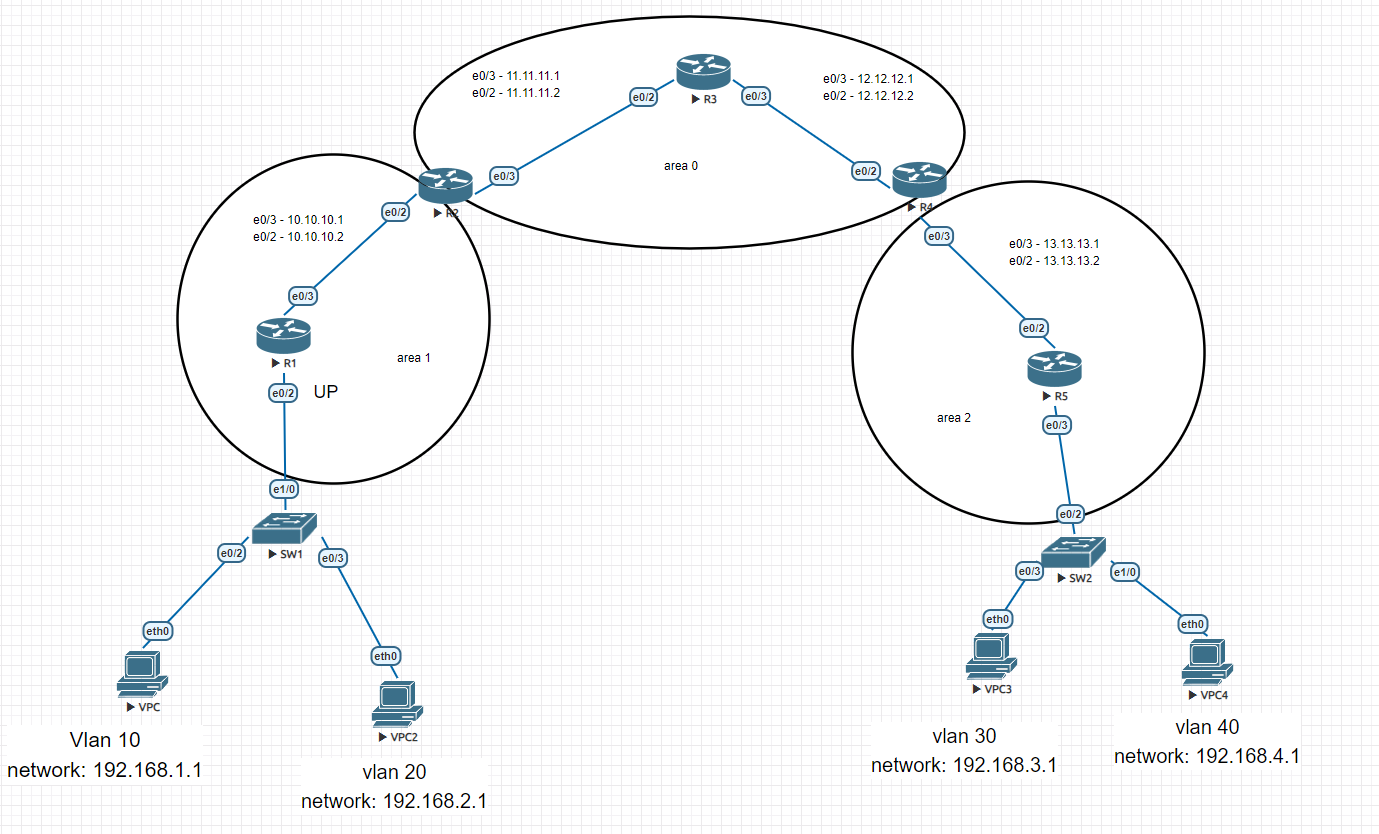 e0/3 - 11.11.11.1
e0/2 - 11.11.11.2
e0/2
R3
e0/3
e0/3 - 12.12.12.1
e0/2 - 12.12.12.2
area 0
e0/3
e0/2
R2
R4
e0/2
e0/3
e0/3 - 10.10.10.1
e0/2 - 10.10.10.2
e0/3 - 13.13.13.1
e0/2 - 13.13.13.2
e0/3
e0/2
R1
area 1
e0/2
UP
R5
area 2
e0/3
e1/0
SW1
e0/2
e0/3
e0/2
SW2
e0/3
e1/0
eth0
eth0
eth0
eth0
VPC
VPC2
VPC3
VPC4
Vlan 10
network: 192.168.1.1
vlan 20
network: 192.168.2.1
vlan 30
network: 192.168.3.1
vlan 40
network: 192.168.4.1